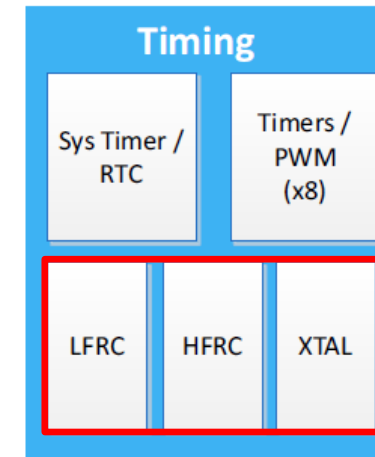 Timing
Sys Timer /
RTC
Timers /
PWM
(x8)
LFRC
HFRC
XTAL